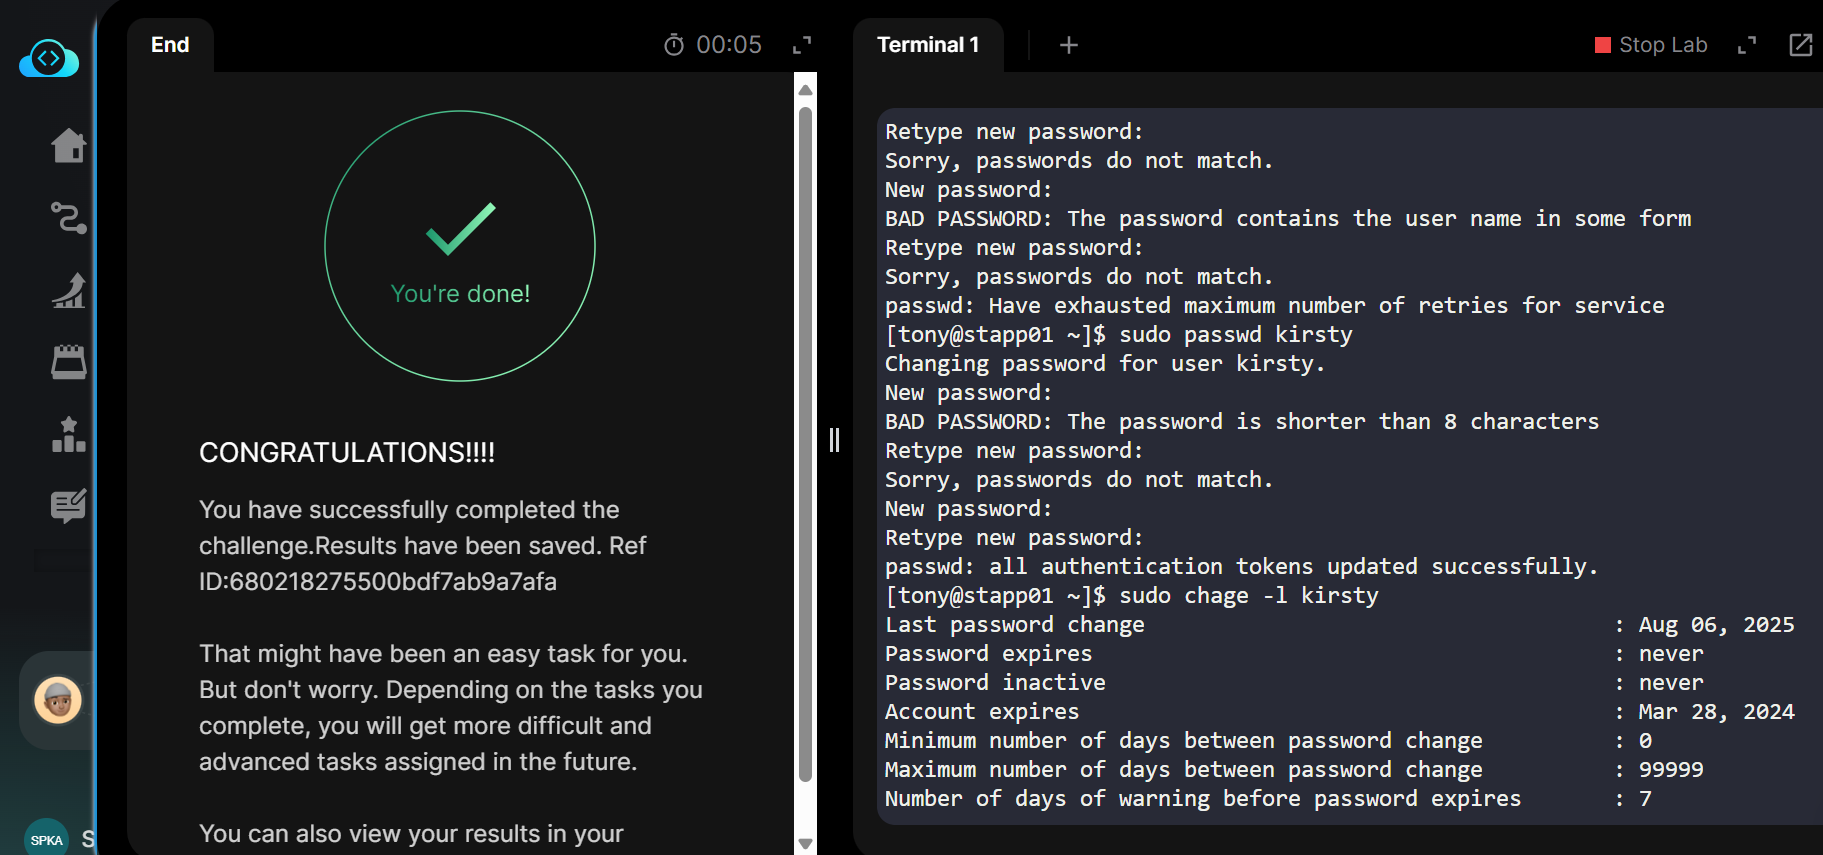 End
00:05
You're done!
CONGRATULATIONS!!!!
You have successfully completed the
challenge.Results have been saved. Ref
ID:680218275500bdf7ab9a7afa
That might have been an easy task for you.
But don't worry. Depending on the tasks you
complete, you will get more difficult and
advanced tasks assigned in the future.
You can also view your results in your
SPKA S
Terminal 1
+
Stop Lab
Retype new password:
Sorry, passwords do not match.
New password:
BAD PASSWORD: The password contains the user name in some form
Retype new password:
Sorry, passwords do not match.
passwd: Have exhausted maximum number of retries for service
[tony@stapp01 ~]$ sudo passwd kirsty
Changing password for user kirsty.
New password:
BAD PASSWORD: The password is shorter than 8 characters
Retype new password:
Sorry, passwords do not match.
New password:
Retype new password:
passwd: all authentication tokens updated successfully.
[tony@stapp01 ~]$ sudo chage -l kirsty
Last password change : Aug 06, 2025
Password expires : never
Password inactive : never
Account expires : Mar 28, 2024
Minimum number of days between password change : 0
Maximum number of days between password change : 99999
Number of days of warning before password expires : 7